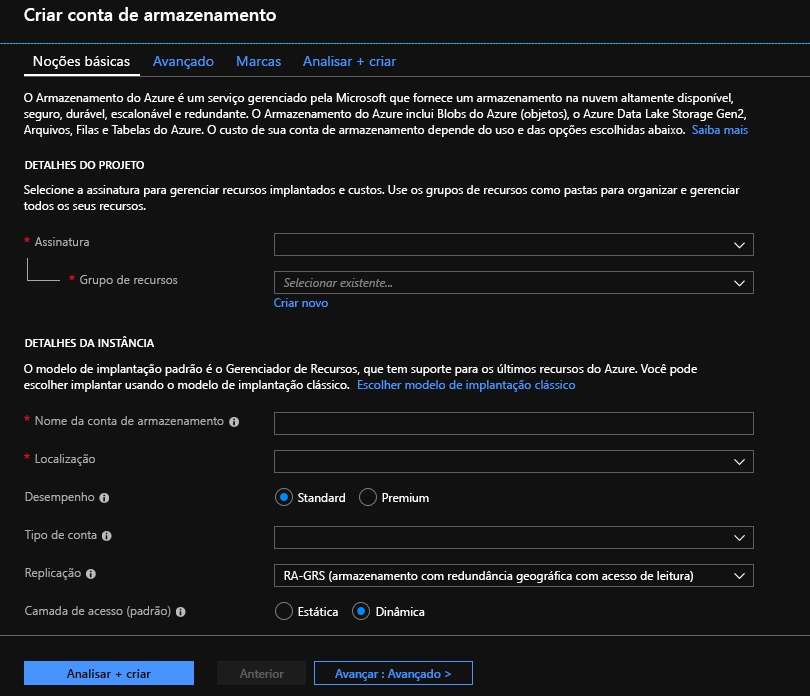 Criar conta de armazenamento
Noções básicas Avançado Marcas Analisar + criar
O Armazenamento do Azure é um serviço gerenciado pela Microsoft que fornece um armazenamento na nuvem altamente disponível,
seguro, durável, escalonável e redundante. O Armazenamento do Azure inclui Blobs do Azure (objetos), o Azure Data Lake Storage Gen2,
Arquivos, Filas e Tabelas do Azure. O custo de sua conta de armazenamento depende do uso e das opções escolhidas abaixo. Saiba mais
DETALHES DO PROJETO
Selecione a assinatura para gerenciar recursos implantados e custos. Use os grupos de recursos como pastas para organizar e gerenciar
todos os seus recursos.
* Assinatura
* Grupo de recursos Selecionar existente...
Criar novo
DETALHES DA INSTÂNCIA
O modelo de implantação padrão é o Gerenciador de Recursos, que tem suporte para os últimos recursos do Azure. Você pode
escolher implantar usando o modelo de implantação clássico. Escolher modelo de implantação clássico
* Nome da conta de armazenamento
* Localização
Desempenho Standard Premium
Tipo de conta
Replicação RA-GRS (armazenamento com redundância geográfica com acesso de leitura)
Camada de acesso (padrão) Estática Dinâmica
Analisar + criar Anterior Avançar : Avançado >